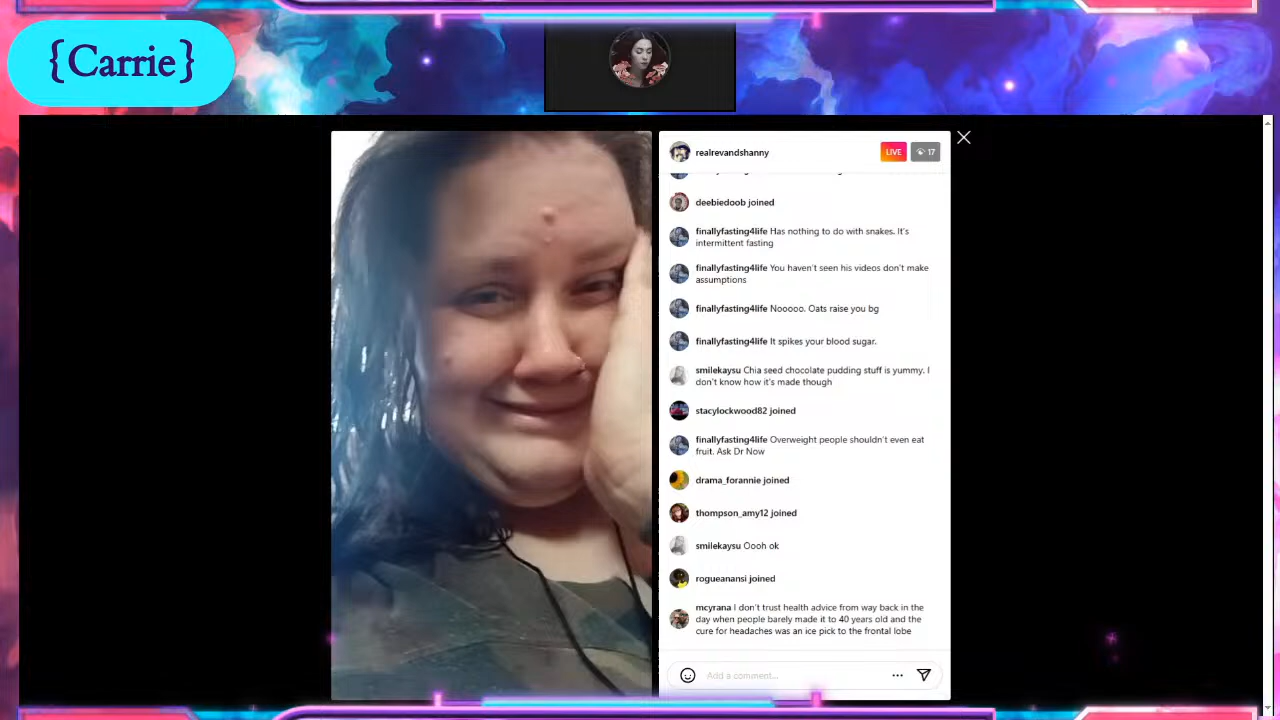 {Carrie}
realrevandshanny
LIVE
17
deebiedoob joined
finallyfasting4life Has nothing to do with snakes. It's
intermittent fasting
finallyfasting4life You haven't seen his videos don't make
assumptions
finallyfasting4life Nooooo. Oats raise you bg
finallyfasting4life It spikes your blood sugar.
smilekaysu Chia seed chocolate pudding stuff is yummy. I
don't know how it's made though
stacylockwood82 joined
finallyfasting4life Overweight people shouldn't even eat
fruit. Ask Dr Now
drama_forannie joined
thompson_amy12 joined
smilekaysu Oooh ok
rogueanansi joined
mcyrana I don't trust health advice from way back in the
day when people barely made it to 40 years old and the
cure for headaches was an ice pick to the frontal lobe
Add a comment...